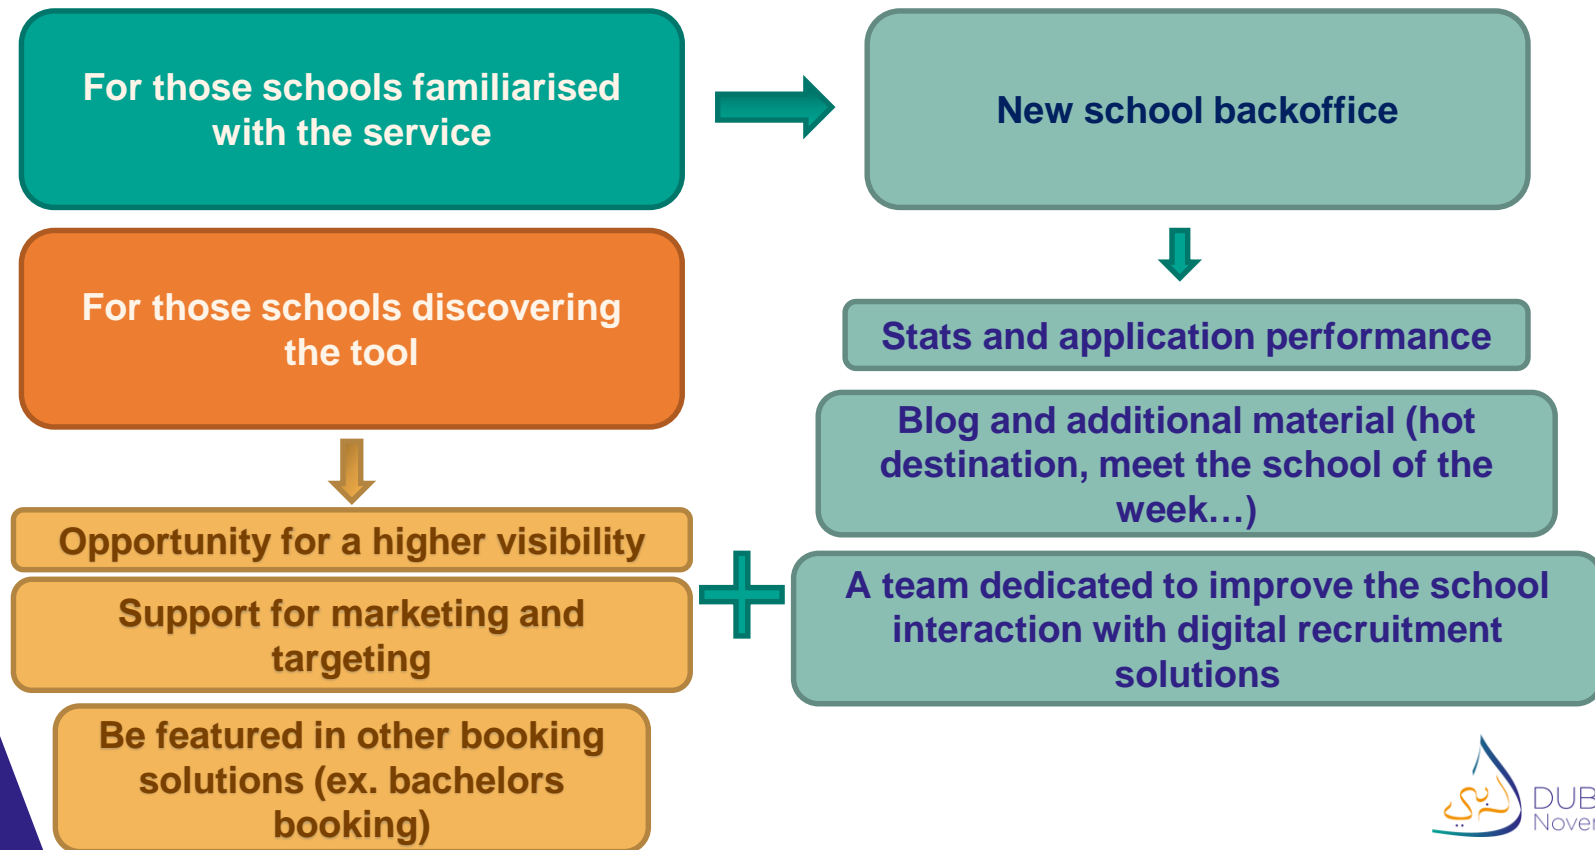 For those schools familiarised
with the service
New school backoffice
For those schools discovering
the tool
Stats and application performance
Blog and additional material (hot
destination, meet the school of the
week…)
Opportunity for a higher visibility
Support for marketing and
targeting
A team dedicated to improve the school
interaction with digital recruitment
solutions
Be featured in other booking
solutions (ex. bachelors
booking)
دبي
DUB
Novem